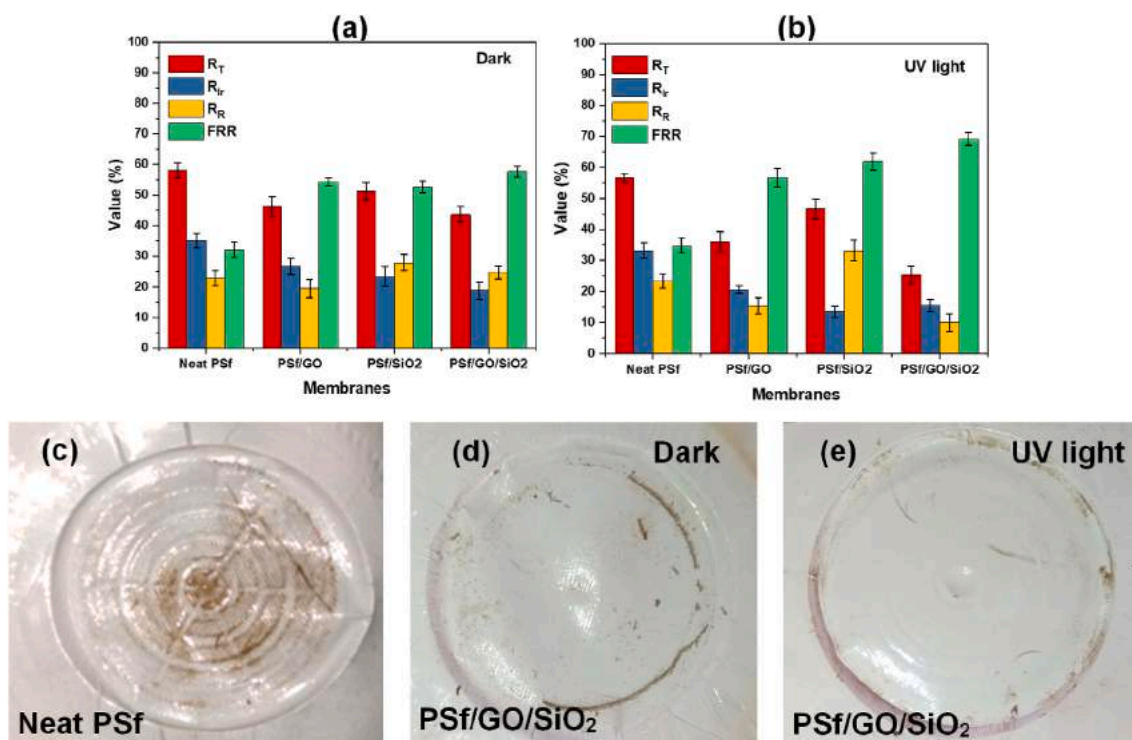 (a)
Dark
R_T
R_Ir
R_R
FRR
Value (%)
100
90
80
70
60
50
40
30
20
10
0
Neat PSf PSf/GO PSf/SiO2 PSf/GO/SiO2
Membranes
(b)
UV light
R_T
R_Ir
R_R
FRR
Value (%)
100
90
80
70
60
50
40
30
20
10
0
Neat PSf PSf/GO PSf/SiO2 PSf/GO/SiO2
Membranes
(c)
Neat PSf
(d) Dark
PSf/GO/SiO₂
(e) UV light
PSf/GO/SiO₂